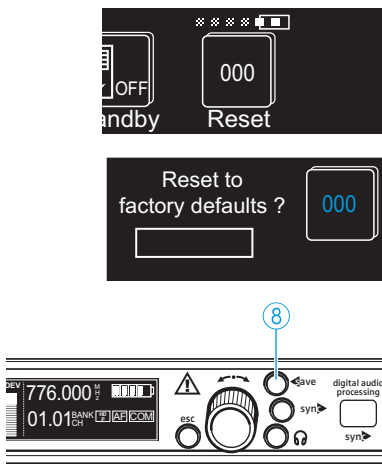 000
OFF
andby
Reset
Reset to
factory defaults ?
000
8
DEV
776.000 MHz
01.01 BANK CH AF COM
esc
save
sync
digital audio
processing
sync